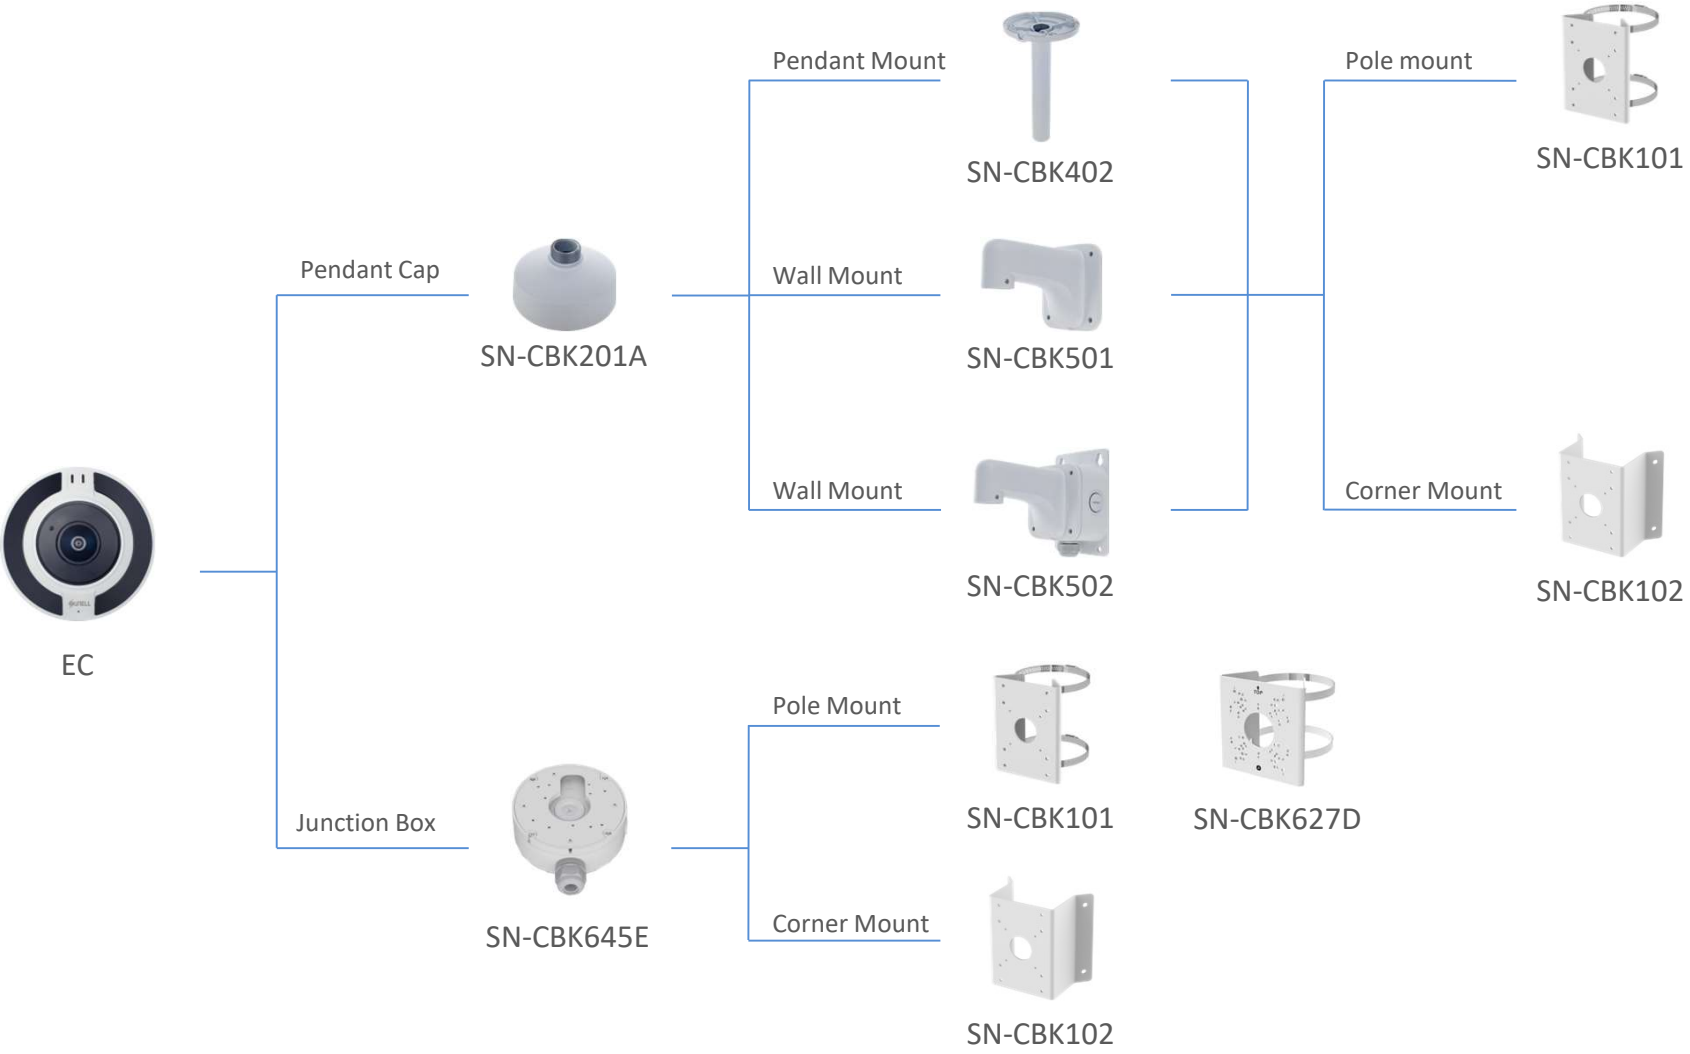 Pendant Mount
Pole mount
SN-CBK402
SN-CBK101
Pendant Cap
Wall Mount
SN-CBK201A
SN-CBK501
Wall Mount
Corner Mount
SN-CBK502
SN-CBK102
EC
Pole Mount
TOP
Junction Box
SN-CBK101
SN-CBK627D
SN-CBK645E
Corner Mount
SN-CBK102